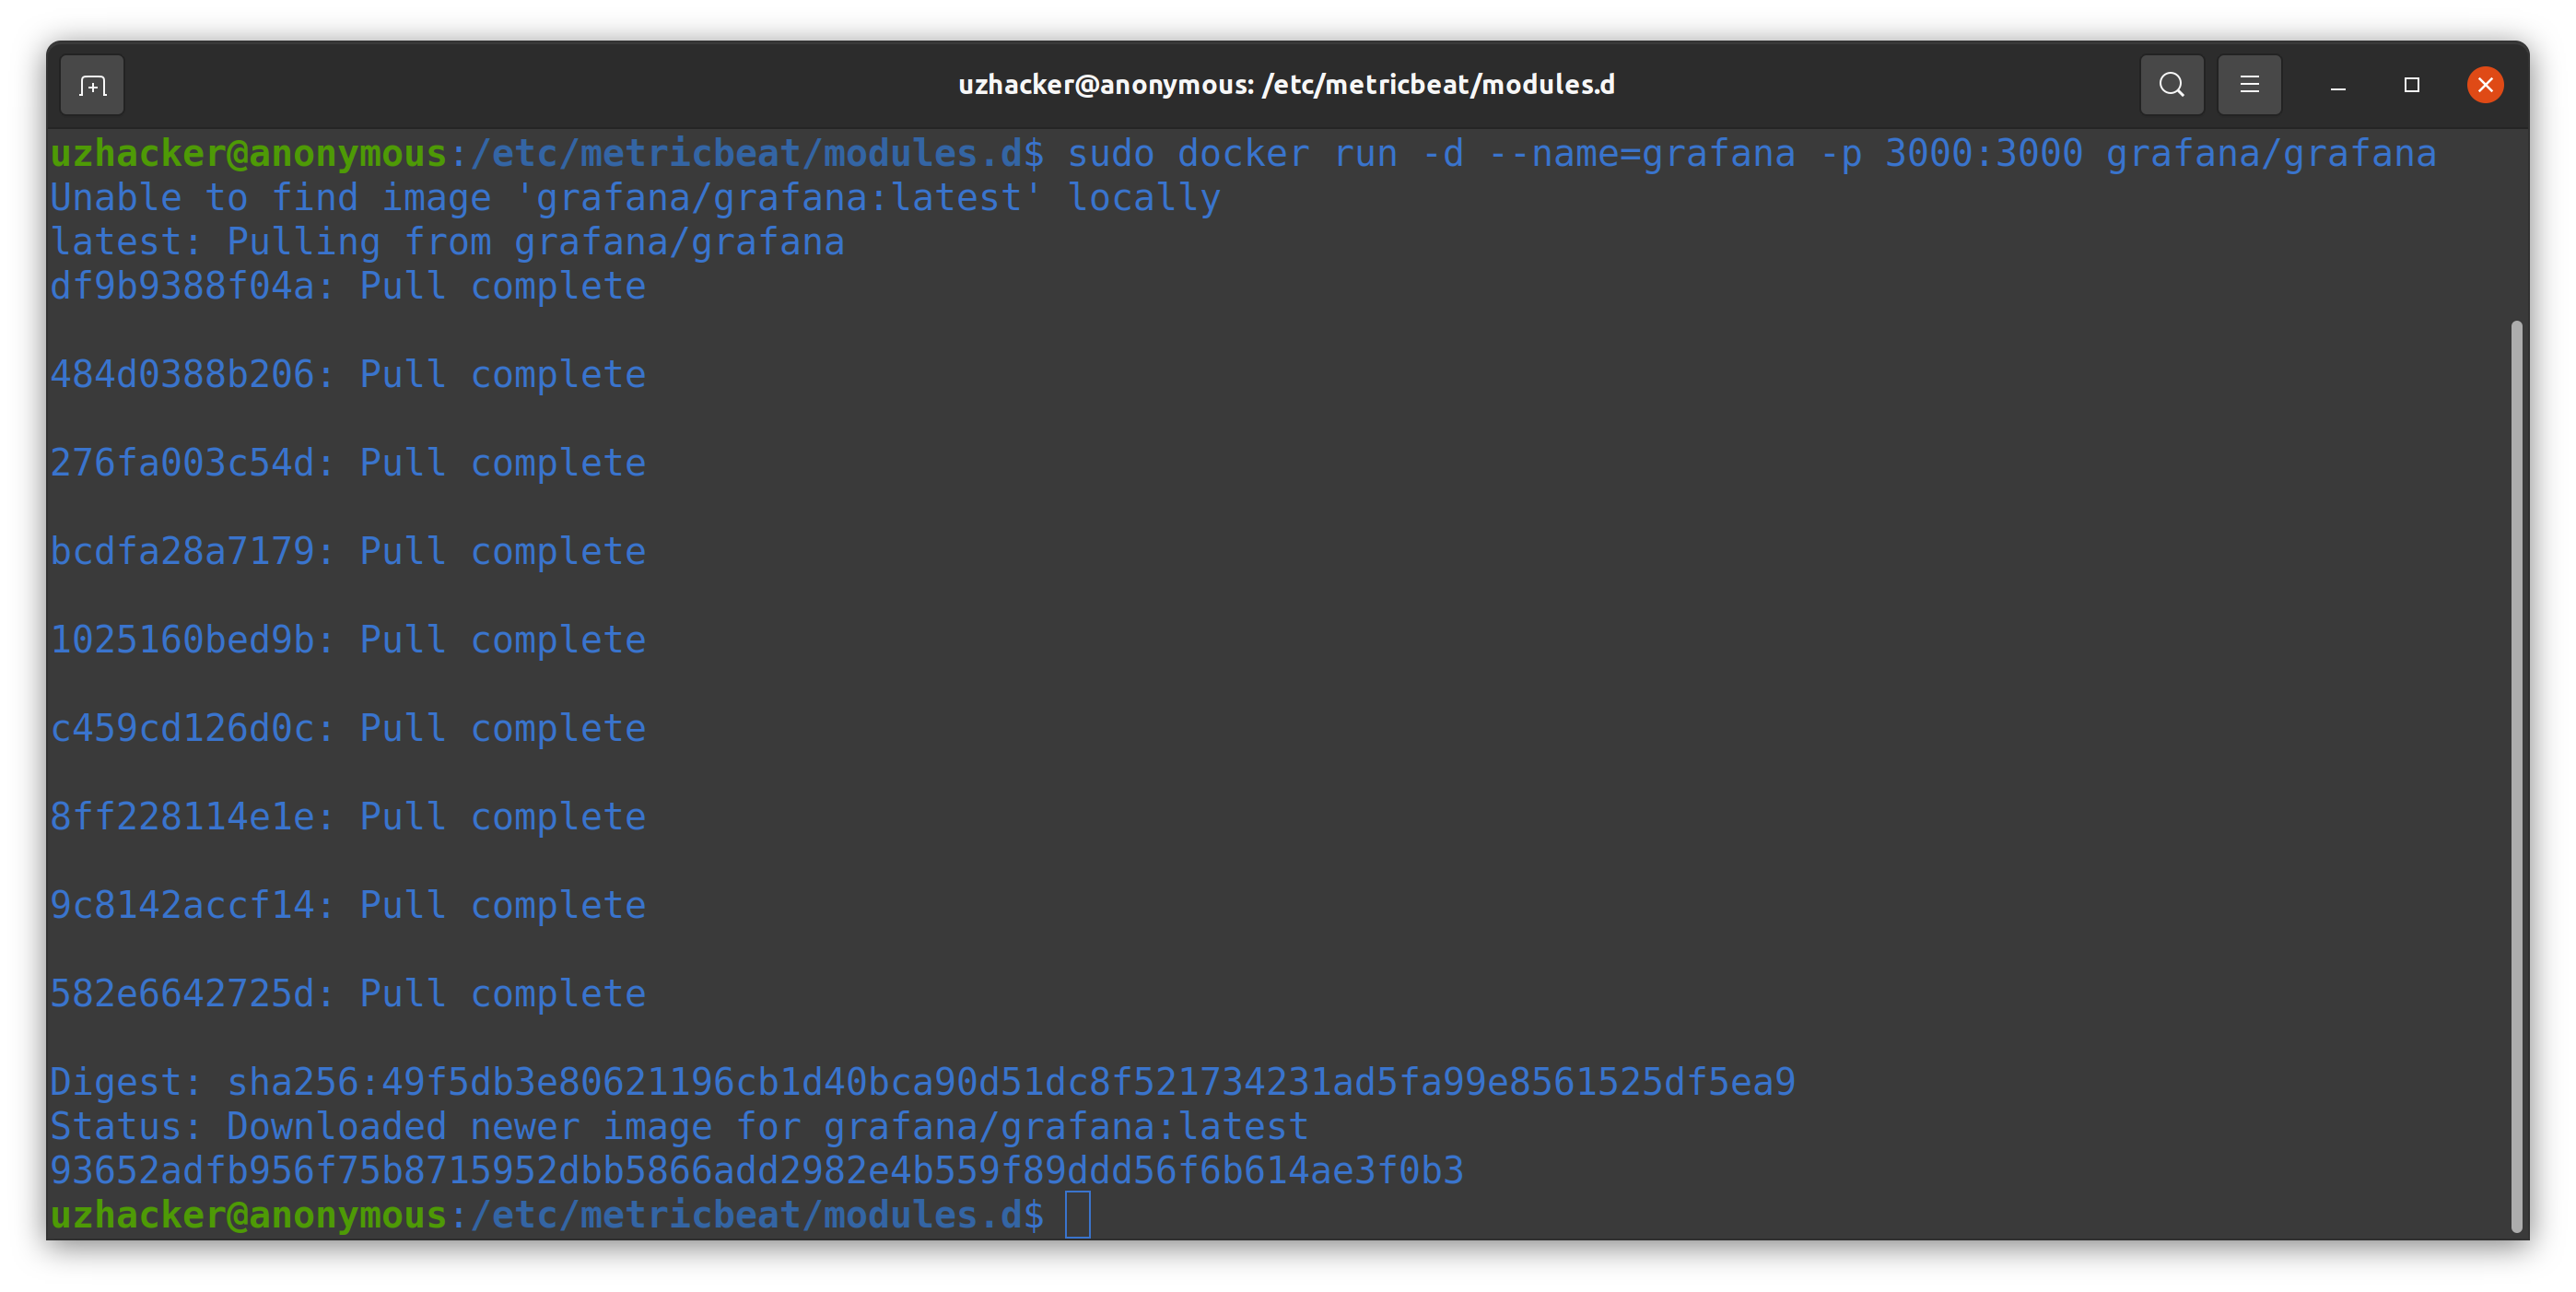 uzhacker@anonymous: /etc/metricbeat/modules.d
uzhacker@anonymous:/etc/metricbeat/modules.d$ sudo docker run -d --name=grafana -p 3000:3000 grafana/grafana
Unable to find image 'grafana/grafana:latest' locally
latest: Pulling from grafana/grafana
df9b9388f04a: Pull complete
484d0388b206: Pull complete
276fa003c54d: Pull complete
bcdfa28a7179: Pull complete
1025160bed9b: Pull complete
c459cd126d0c: Pull complete
8ff228114e1e: Pull complete
9c8142accf14: Pull complete
582e6642725d: Pull complete
Digest: sha256:49f5db3e80621196cb1d40bca90d51dc8f521734231ad5fa99e8561525df5ea9
Status: Downloaded newer image for grafana/grafana:latest
93652adfb956f75b8715952dbb5866add2982e4b559f89ddd56f6b614ae3f0b3
uzhacker@anonymous:/etc/metricbeat/modules.d$